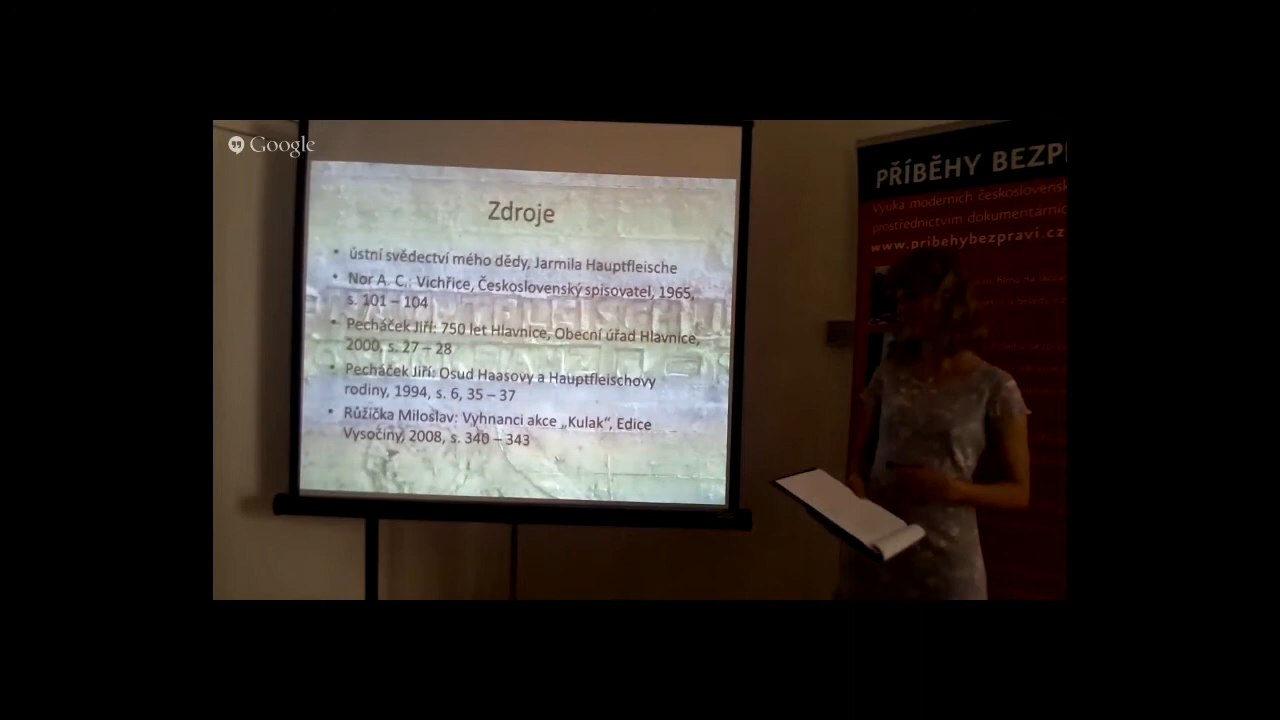 Google
Zdroje
• ústní svědectví mého dědy, Jarmila Hauptfleische
• Nor A. C.: Vichřice, Československý spisovatel, 1965,
s. 101 – 104
• Pecháček Jiří: 750 let Hlavnice, Obecní úřad Hlavnice,
2000, s. 27 – 28
• Pecháček Jiří: Osud Haasovy a Hauptfleischovy
rodiny, 1994, s. 6, 35 – 37
• Růžička Miloslav: Vyhnanci akce „Kulak“, Edice
Vysočiny, 2008, s. 340 – 343
PŘÍBĚHY BEZP
Výuka moderních československ
prostřednictvím dokumentárníc
www.pribehybezpravi.cz